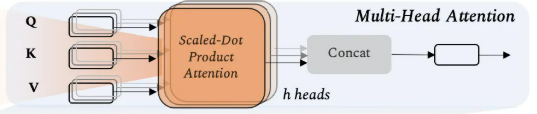 Multi-Head Attention
Q
K
V
Scaled-Dot
Product
Attention
Concat
h heads